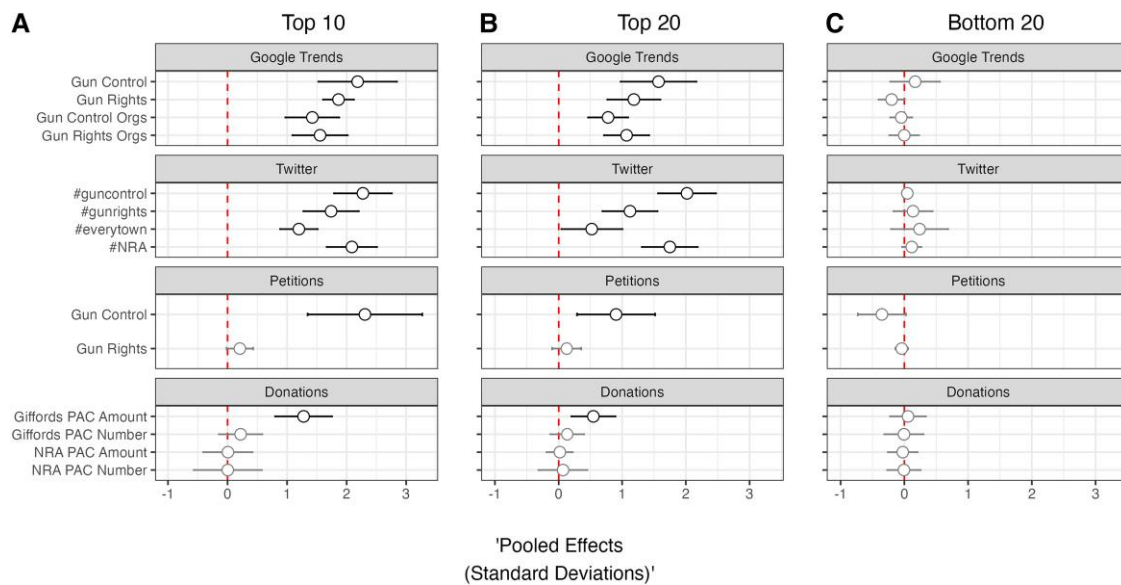 A Top 10 B Top 20 C Bottom 20
Google Trends Google Trends Google Trends
Gun Control
Gun Rights
Gun Control Orgs
Gun Rights Orgs
Twitter Twitter Twitter
#guncontrol
#gunrights
#everytown
#NRA
Petitions Petitions Petitions
Gun Control
Gun Rights
Donations Donations Donations
Giffords PAC Amount
Giffords PAC Number
NRA PAC Amount
NRA PAC Number
-1 0 1 2 3 -1 0 1 2 3 -1 0 1 2 3
'Pooled Effects
(Standard Deviations)'